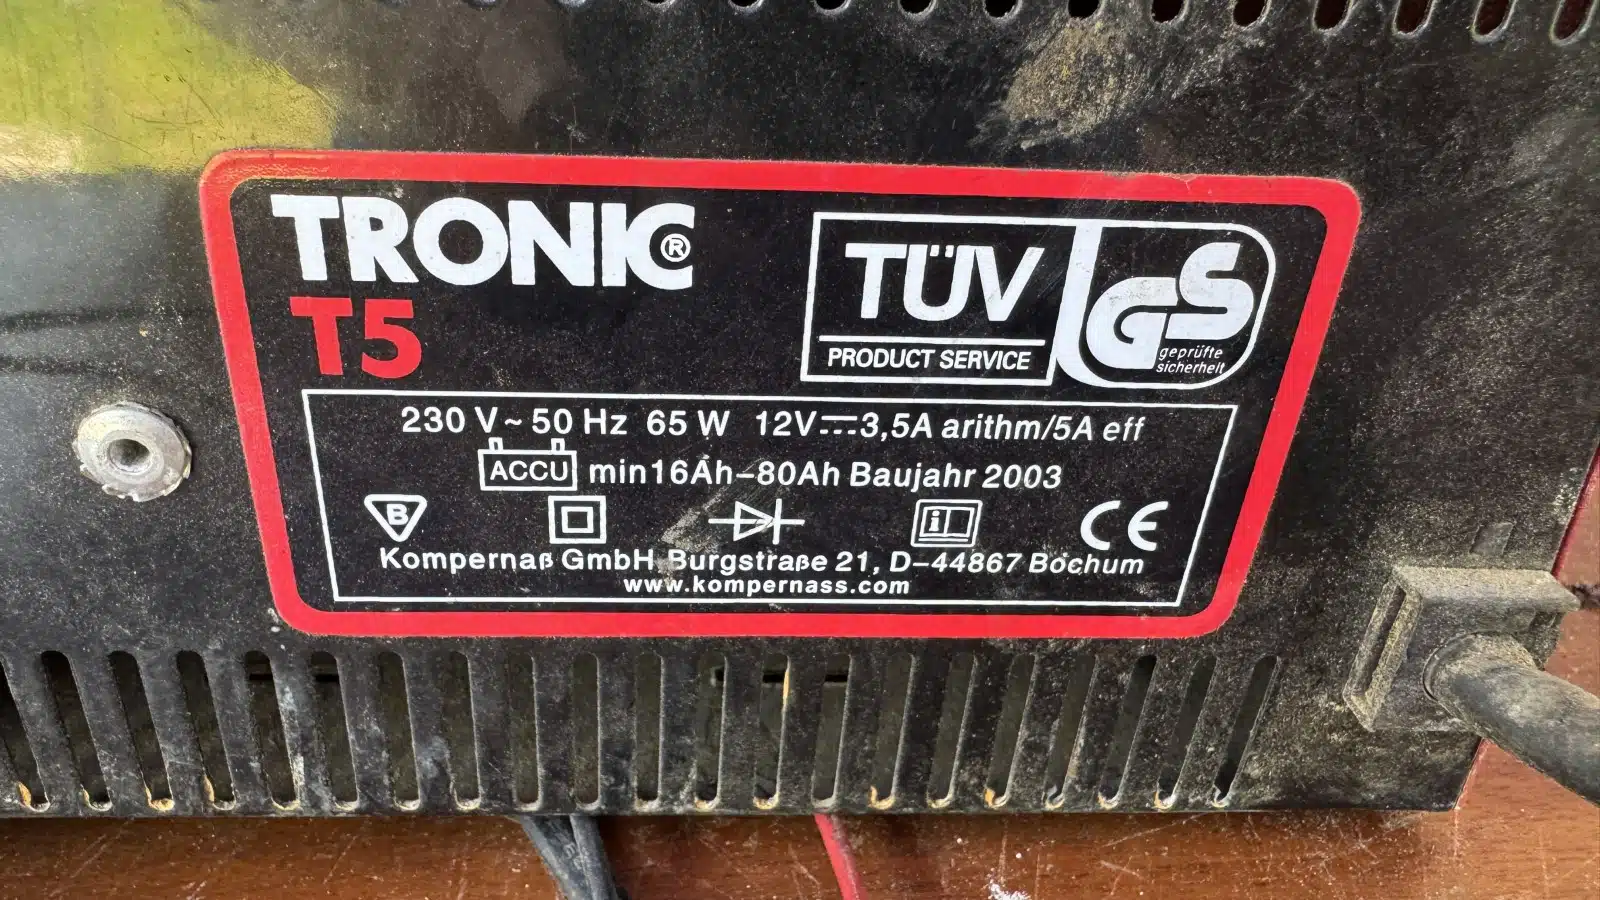 TRONIC®
T5
TÜV
PRODUCT SERVICE
GS
geprüfte
sicherheit
230 V ~ 50 Hz 65 W 12V⎓3,5A arithm/5A eff
ACCU min16Ah–80Ah Baujahr 2003
B
i
CE
Kompernaß GmbH, Burgstraße 21, D–44867 Bochum
www.kompernass.com